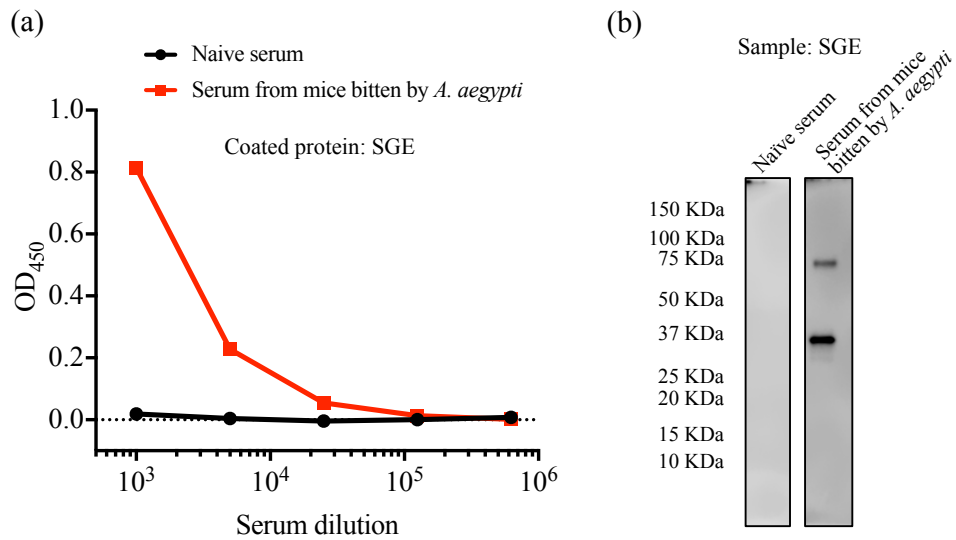 (a)
Naive serum
Serum from mice bitten by A. aegypti
Coated protein: SGE
OD450
1.0
0.8
0.6
0.4
0.2
0.0
10^3
10^4
10^5
10^6
Serum dilution
(b)
Sample: SGE
Naïve serum
Serum from mice
bitten by A. aegypti
150 KDa
100 KDa
75 KDa
50 KDa
37 KDa
25 KDa
20 KDa
15 KDa
10 KDa